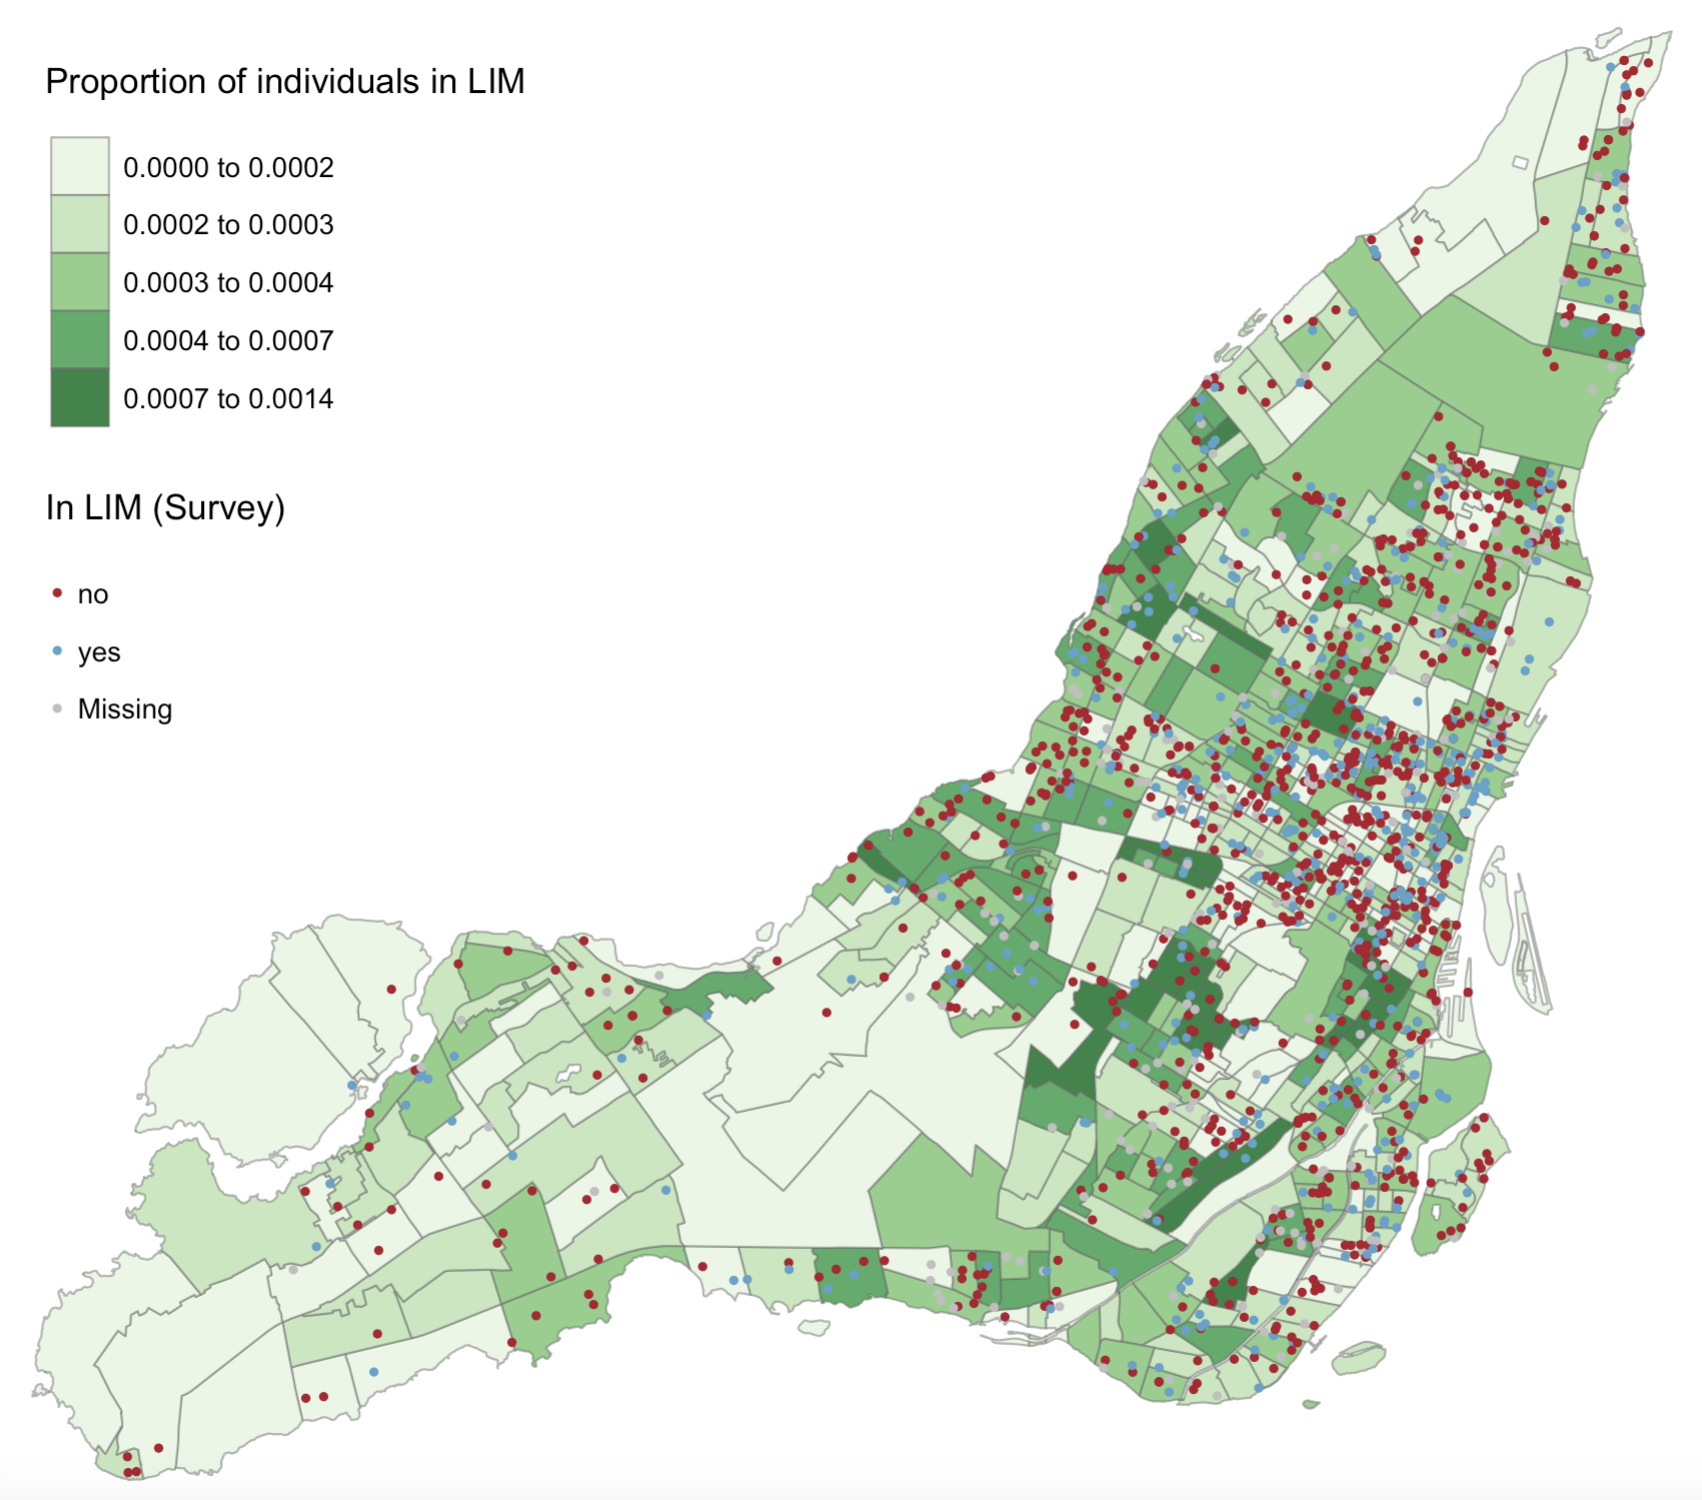 Proportion of individuals in LIM
0.0000 to 0.0002
0.0002 to 0.0003
0.0003 to 0.0004
0.0004 to 0.0007
0.0007 to 0.0014
In LIM (Survey)
no
yes
Missing